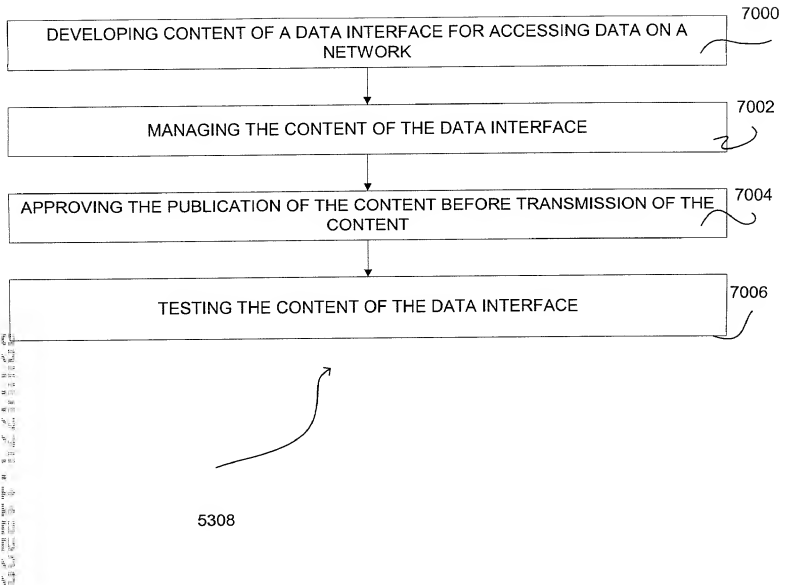 7000
DEVELOPING CONTENT OF A DATA INTERFACE FOR ACCESSING DATA ON A
NETWORK
7002
MANAGING THE CONTENT OF THE DATA INTERFACE
7004
APPROVING THE PUBLICATION OF THE CONTENT BEFORE TRANSMISSION OF THE
CONTENT
7006
TESTING THE CONTENT OF THE DATA INTERFACE
5308